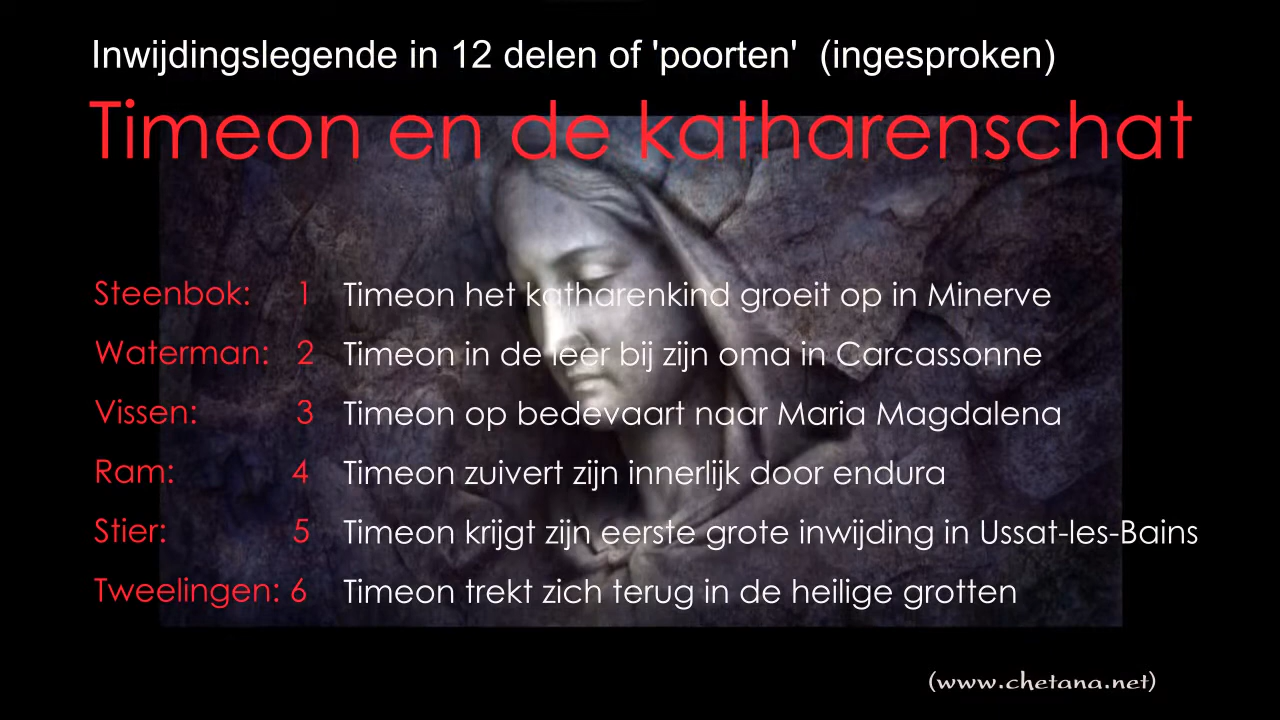 Inwijdingslegende in 12 delen of 'poorten' (ingesproken)
Timeon en de katharenschat
Steenbok: 1 Timeon het katharenkind groeit op in Minerve
Waterman: 2 Timeon in de leer bij zijn oma in Carcassonne
Vissen: 3 Timeon op bedevaart naar Maria Magdalena
Ram: 4 Timeon zuivert zijn innerlijk door endura
Stier: 5 Timeon krijgt zijn eerste grote inwijding in Ussat-les-Bains
Tweelingen: 6 Timeon trekt zich terug in de heilige grotten
(www.chetana.net)